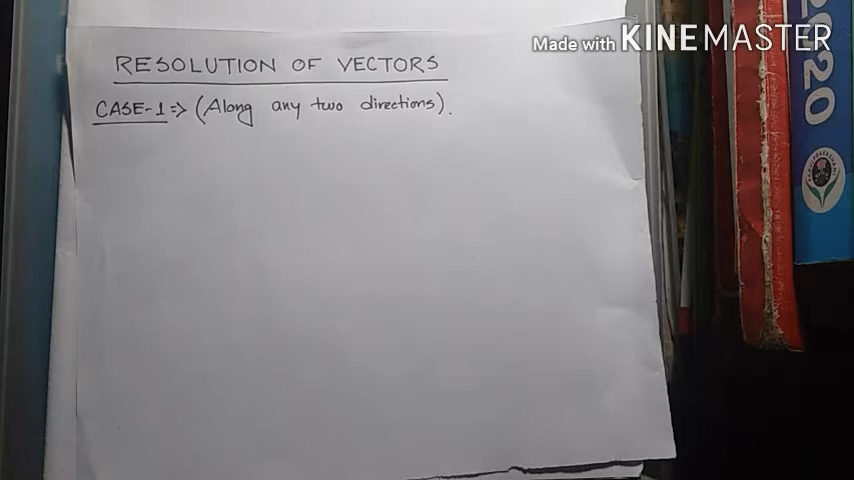 Made with KINEMASTER
RESOLUTION OF VECTORS
CASE-1 => (Along any two directions).
2020